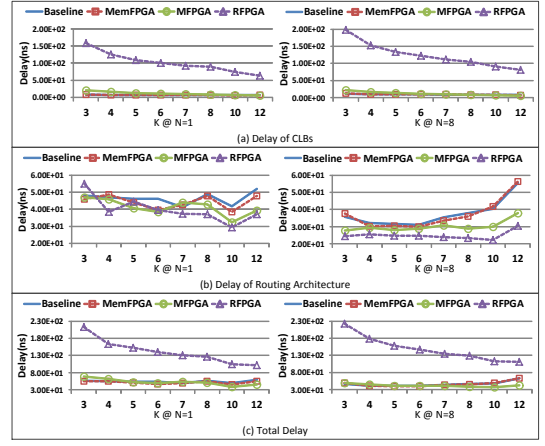 Baseline MemFPGA MFPGA RFPGA
Delay(ns)
2.00E+02
1.50E+02
1.00E+02
5.00E+01
0.00E+00
3 4 5 6 7 8 10 12
K @ N=1
Baseline MemFPGA MFPGA RFPGA
Delay(ns)
2.00E+02
1.50E+02
1.00E+02
5.00E+01
0.00E+00
3 4 5 6 7 8 10 12
K @ N=8
(a) Delay of CLBs
Baseline MemFPGA MFPGA RFPGA
Delay(ns)
6.00E+01
5.00E+01
4.00E+01
3.00E+01
2.00E+01
3 4 5 6 7 8 10 12
K @ N=1
Baseline MemFPGA MFPGA RFPGA
Delay(ns)
6.00E+01
5.00E+01
4.00E+01
3.00E+01
2.00E+01
3 4 5 6 7 8 10 12
K @ N=8
(b) Delay of Routing Architecture
Baseline MemFPGA MFPGA RFPGA
Delay(ns)
2.30E+02
1.80E+02
1.30E+02
8.00E+01
3.00E+01
3 4 5 6 7 8 10 12
K @ N=1
Baseline MemFPGA MFPGA RFPGA
Delay(ns)
2.30E+02
1.80E+02
1.30E+02
8.00E+01
3.00E+01
3 4 5 6 7 8 10 12
K @ N=8
(c) Total Delay